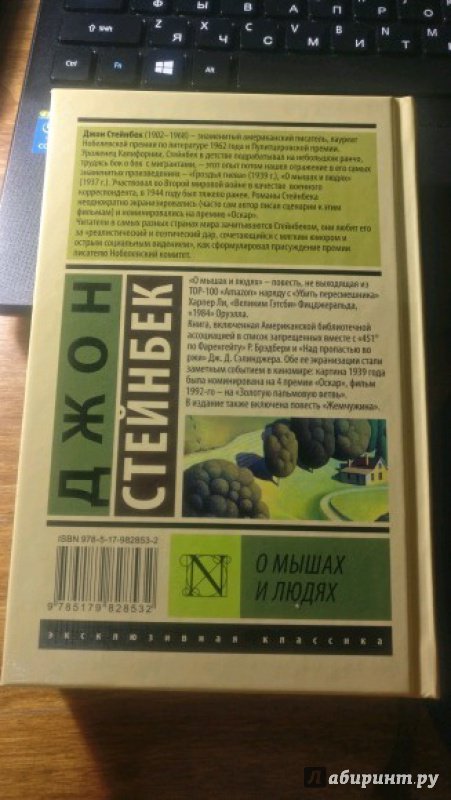 shift
Ctrl
Fn
Alt
Я
Ч
С
М
И
Джон Стейнбек (1902–1968) – знаменитый американский писатель, лауреат
Нобелевской премии по литературе 1962 года и Пулитцеровской премии.
Уроженец Калифорнии, Стейнбек в детстве подрабатывал на небольшом ранчо,
трудясь бок о бок с мигрантами, – этот опыт потом нашел отражение в его самых
знаменитых произведениях – «Гроздья гнева» (1939 г.), «О мышах и людях»
(1937 г.). Участвовал во Второй мировой войне в качестве военного
корреспондента, в 1944 году был тяжело ранен. Романы Стейнбека
неоднократно экранизировались (часто сам автор писал сценарии к этим
фильмам) и номинировались на премию «Оскар».
Читатели в самых разных странах мира зачитываются Стейнбеком, они любят его
за «реалистический и поэтический дар, сочетающийся с мягким юмором и
острым социальным видением», как сформулировал присуждение премии
писателю Нобелевский комитет.
ДЖОН
СТЕЙНБЕК
«О мышах и людях» – повесть, не выходящая из
TOP-100 «Amazon» наряду с «Убить пересмешника»
Харпер Ли, «Великим Гэтсби» Фицджеральда,
«1984» Оруэлла.
Книга, включенная Американской библиотечной
ассоциацией в список запрещенных вместе с «451°
по Фаренгейту» Р. Брэдбери и «Над пропастью во
ржи» Дж. Д. Сэлинджера. Обе ее экранизации стали
заметным событием в киномире: картина 1939 года
была номинирована на 4 премии «Оскар», фильм
1992-го – на «Золотую пальмовую ветвь».
В издание также включена повесть «Жемчужина».
ISBN 978-5-17-982853-2
9 785179 828532
N
О МЫШАХ
И ЛЮДЯХ
эксклюзивная классика
Лабиринт.ру